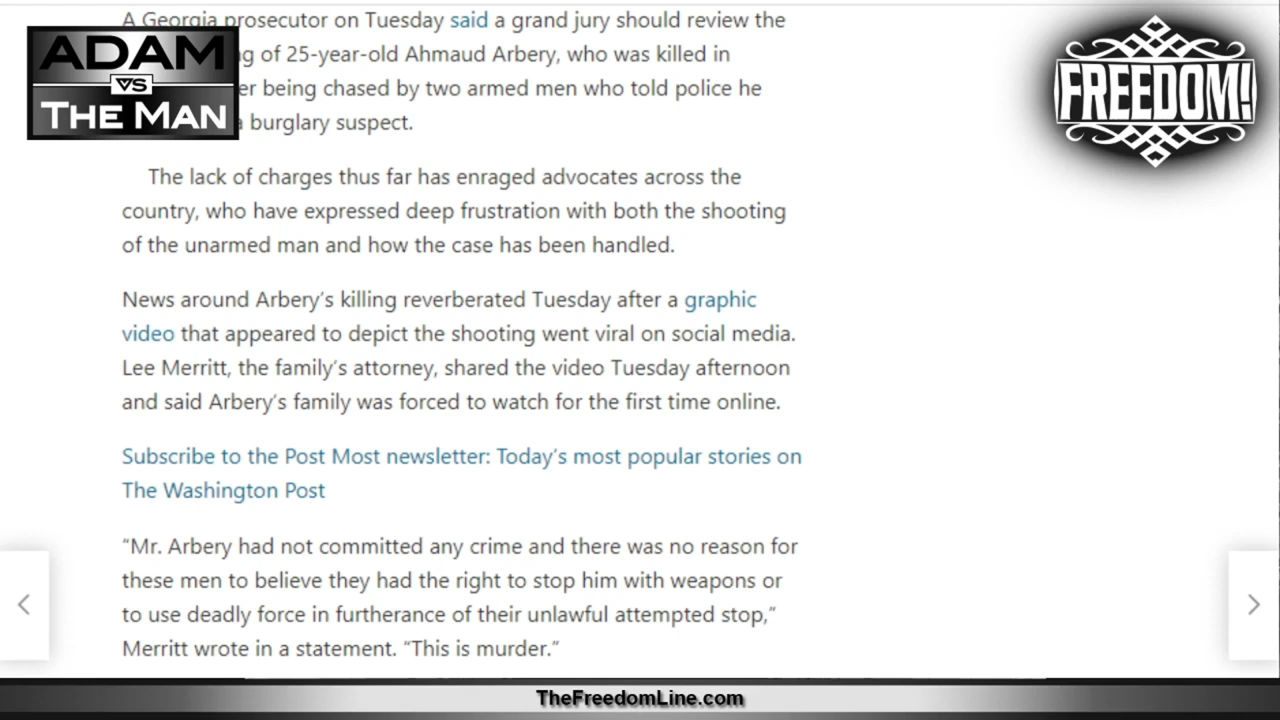 A Georgia prosecutor on Tuesday said a grand jury should review the
ADAM
VS
THE MAN
FREEDOM!
of 25-year-old Ahmaud Arbery, who was killed in
being chased by two armed men who told police he
a burglary suspect.
The lack of charges thus far has enraged advocates across the
country, who have expressed deep frustration with both the shooting
of the unarmed man and how the case has been handled.
News around Arbery’s killing reverberated Tuesday after a graphic
video that appeared to depict the shooting went viral on social media.
Lee Merritt, the family’s attorney, shared the video Tuesday afternoon
and said Arbery’s family was forced to watch for the first time online.
Subscribe to the Post Most newsletter: Today’s most popular stories on
The Washington Post
“Mr. Arbery had not committed any crime and there was no reason for
these men to believe they had the right to stop him with weapons or
to use deadly force in furtherance of their unlawful attempted stop,”
Merritt wrote in a statement. “This is murder.”
TheFreedomLine.com